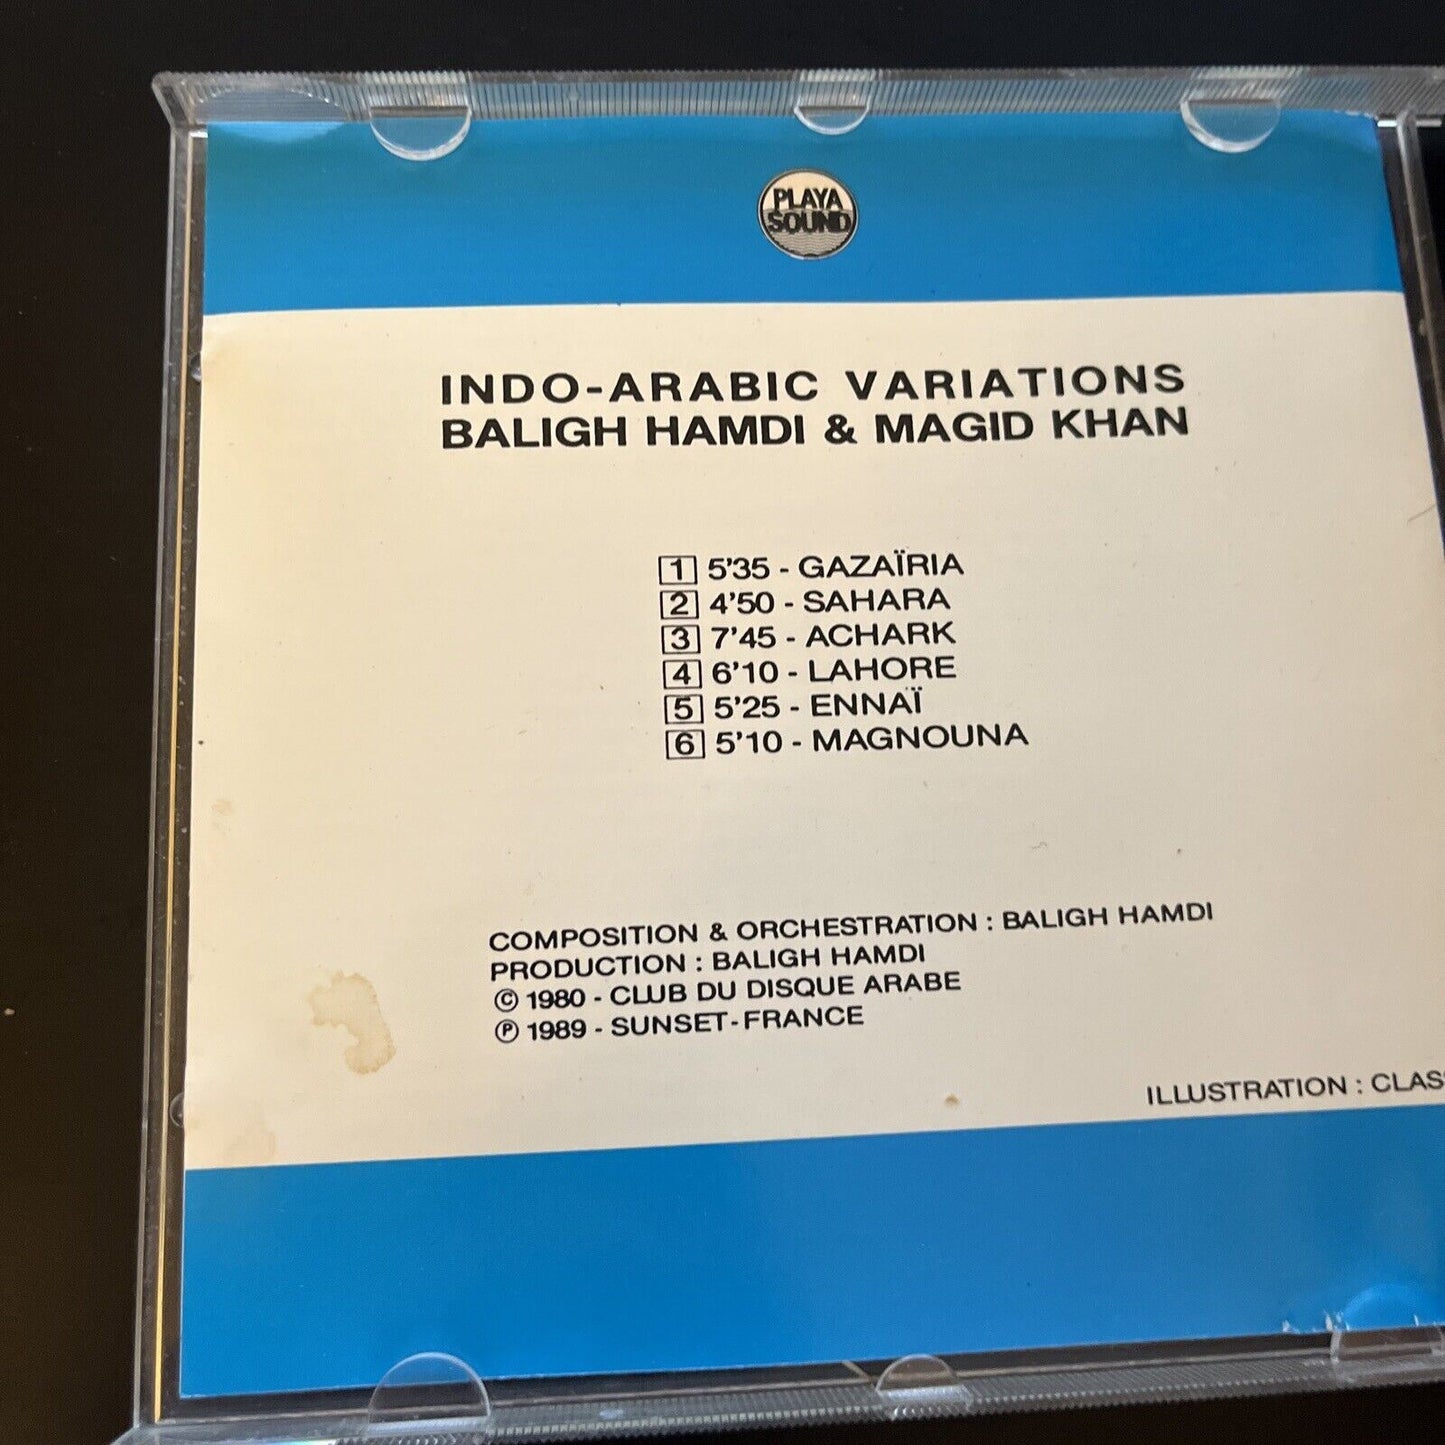 PLAYA
SOUND
INDO-ARABIC VARIATIONS
BALIGH HAMDI & MAGID KHAN
1 5'35 - GAZAÏRIA
2 4'50 - SAHARA
3 7'45 - ACHARK
4 6'10 - LAHORE
5 5'25 - ENNAÏ
6 5'10 - MAGNOUNA
COMPOSITION & ORCHESTRATION : BALIGH HAMDI
PRODUCTION : BALIGH HAMDI
© 1980 - CLUB DU DISQUE ARABE
℗ 1989 - SUNSET-FRANCE
ILLUSTRATION :